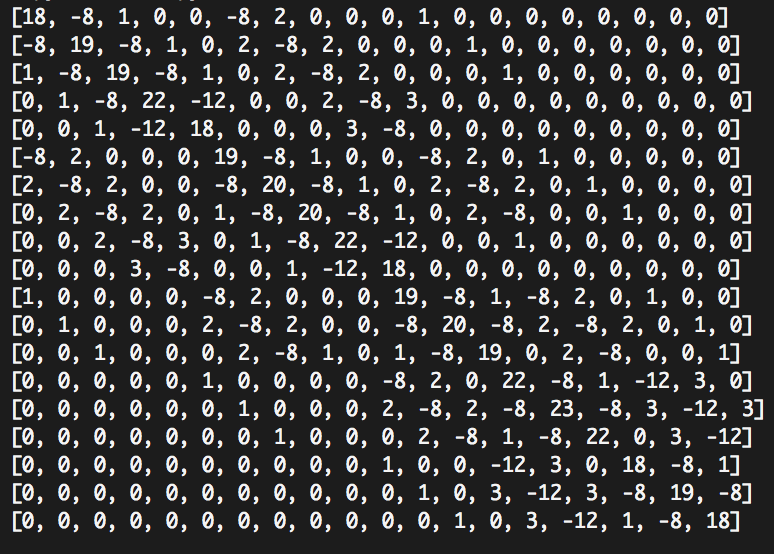 [18, -8, 1, 0, 0, -8, 2, 0, 0, 0, 1, 0, 0, 0, 0, 0, 0, 0, 0]
[-8, 19, -8, 1, 0, 2, -8, 2, 0, 0, 0, 1, 0, 0, 0, 0, 0, 0, 0]
[1, -8, 19, -8, 1, 0, 2, -8, 2, 0, 0, 0, 1, 0, 0, 0, 0, 0, 0]
[0, 1, -8, 22, -12, 0, 0, 2, -8, 3, 0, 0, 0, 0, 0, 0, 0, 0, 0]
[0, 0, 1, -12, 18, 0, 0, 0, 3, -8, 0, 0, 0, 0, 0, 0, 0, 0, 0]
[-8, 2, 0, 0, 0, 19, -8, 1, 0, 0, -8, 2, 0, 1, 0, 0, 0, 0, 0]
[2, -8, 2, 0, 0, -8, 20, -8, 1, 0, 2, -8, 2, 0, 1, 0, 0, 0, 0]
[0, 2, -8, 2, 0, 1, -8, 20, -8, 1, 0, 2, -8, 0, 0, 1, 0, 0, 0]
[0, 0, 2, -8, 3, 0, 1, -8, 22, -12, 0, 0, 1, 0, 0, 0, 0, 0, 0]
[0, 0, 0, 3, -8, 0, 0, 1, -12, 18, 0, 0, 0, 0, 0, 0, 0, 0, 0]
[1, 0, 0, 0, 0, -8, 2, 0, 0, 0, 19, -8, 1, -8, 2, 0, 1, 0, 0]
[0, 1, 0, 0, 0, 2, -8, 2, 0, 0, -8, 20, -8, 2, -8, 2, 0, 1, 0]
[0, 0, 1, 0, 0, 0, 2, -8, 1, 0, 1, -8, 19, 0, 2, -8, 0, 0, 1]
[0, 0, 0, 0, 0, 1, 0, 0, 0, 0, -8, 2, 0, 22, -8, 1, -12, 3, 0]
[0, 0, 0, 0, 0, 0, 1, 0, 0, 0, 2, -8, 2, -8, 23, -8, 3, -12, 3]
[0, 0, 0, 0, 0, 0, 0, 1, 0, 0, 0, 2, -8, 1, -8, 22, 0, 3, -12]
[0, 0, 0, 0, 0, 0, 0, 0, 0, 0, 1, 0, 0, -12, 3, 0, 18, -8, 1]
[0, 0, 0, 0, 0, 0, 0, 0, 0, 0, 0, 1, 0, 3, -12, 3, -8, 19, -8]
[0, 0, 0, 0, 0, 0, 0, 0, 0, 0, 0, 0, 1, 0, 3, -12, 1, -8, 18]